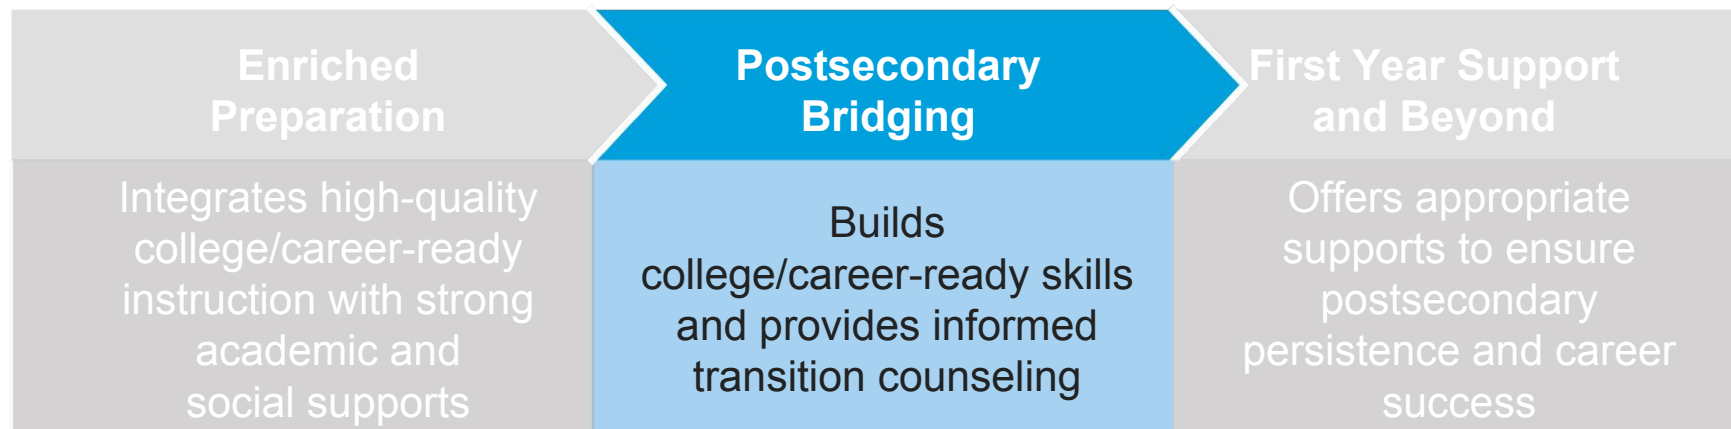 Enriched
Preparation
Integrates high-quality
college/career-ready
instruction with strong
academic and
social supports
Postsecondary
Bridging
Builds
college/career-ready skills
and provides informed
transition counseling
First Year Support
and Beyond
Offers appropriate
supports to ensure
postsecondary
persistence and career
success